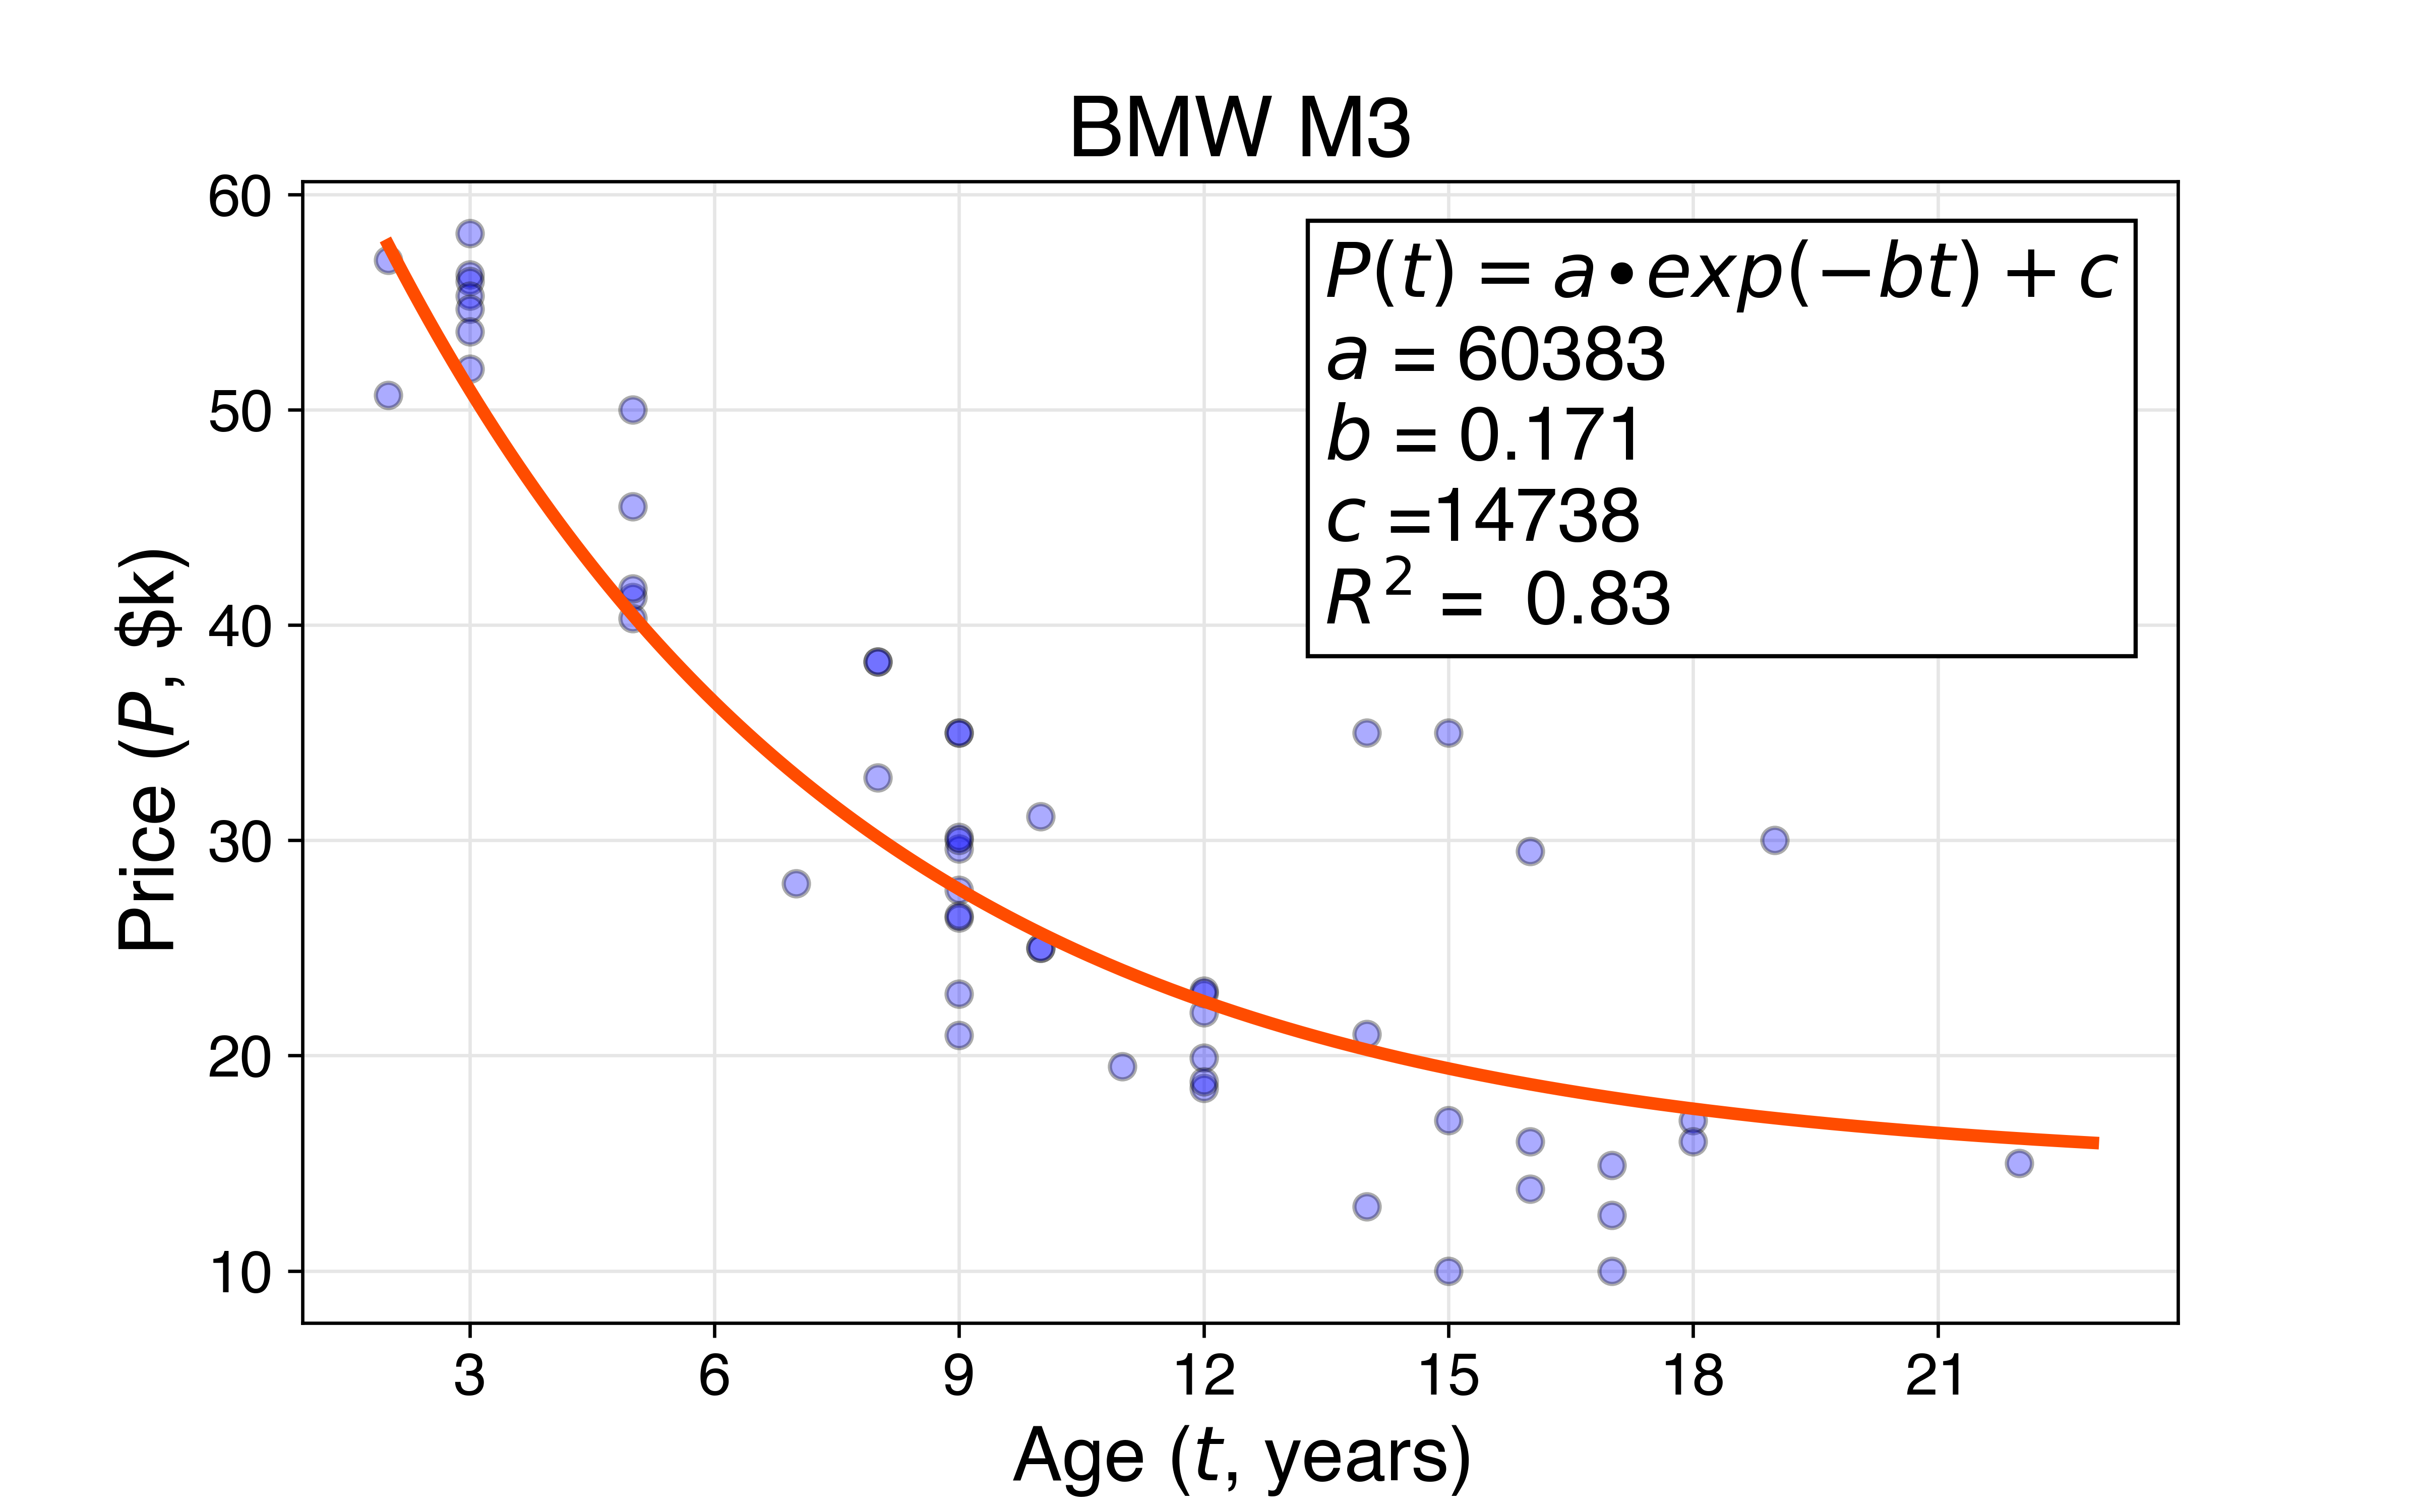 BMW M3
60
50
40
30
20
10
Price (P, $k)
P(t) = a•exp(−bt) + c
a = 60383
b = 0.171
c =14738
R² = 0.83
3 6 9 12 15 18 21
Age (t, years)